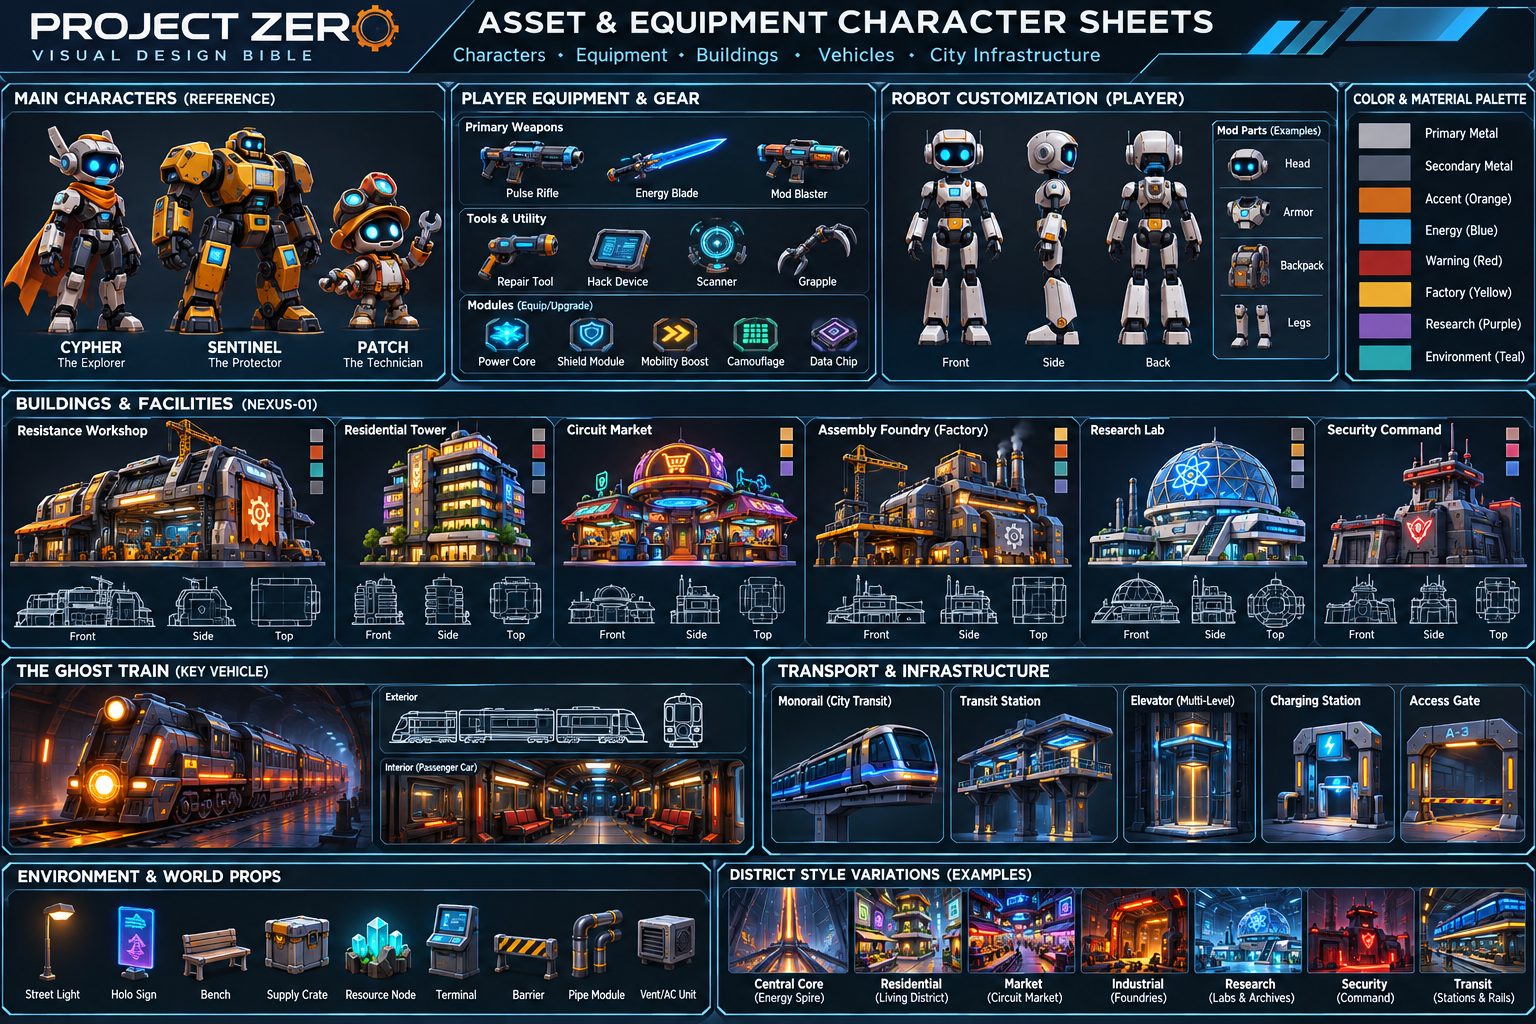 PROJECT ZERO
VISUAL DESIGN BIBLE
ASSET & EQUIPMENT CHARACTER SHEETS
Characters • Equipment • Buildings • Vehicles • City Infrastructure
MAIN CHARACTERS (REFERENCE)
CYPHER
The Explorer
SENTINEL
The Protector
PATCH
The Technician
PLAYER EQUIPMENT & GEAR
Primary Weapons
Pulse Rifle
Energy Blade
Mod Blaster
Tools & Utility
Repair Tool
Hack Device
Scanner
Grapple
Modules (Equip/Upgrade)
Power Core
Shield Module
Mobility Boost
Camouflage
Data Chip
ROBOT CUSTOMIZATION (PLAYER)
Front
Side
Back
Mod Parts (Examples)
Head
Armor
Backpack
Legs
COLOR & MATERIAL PALETTE
Primary Metal
Secondary Metal
Accent (Orange)
Energy (Blue)
Warning (Red)
Factory (Yellow)
Research (Purple)
Environment (Teal)
BUILDINGS & FACILITIES (NEXUS-01)
Resistance Workshop
Front
Side
Top
Residential Tower
Front
Side
Top
Circuit Market
Front
Side
Top
Assembly Foundry (Factory)
Front
Side
Top
Research Lab
Front
Side
Top
Security Command
Front
Side
Top
THE GHOST TRAIN (KEY VEHICLE)
Exterior
Interior (Passenger Car)
TRANSPORT & INFRASTRUCTURE
Monorail (City Transit)
Transit Station
Elevator (Multi-Level)
Charging Station
Access Gate
A-3
ENVIRONMENT & WORLD PROPS
Street Light
Holo Sign
Bench
Supply Crate
Resource Node
Terminal
Barrier
Pipe Module
Vent/AC Unit
DISTRICT STYLE VARIATIONS (EXAMPLES)
Central Core
(Energy Spire)
Residential
(Living District)
Market
(Circuit Market)
Industrial
(Foundries)
Research
(Labs & Archives)
Security
(Command)
Transit
(Stations & Rails)